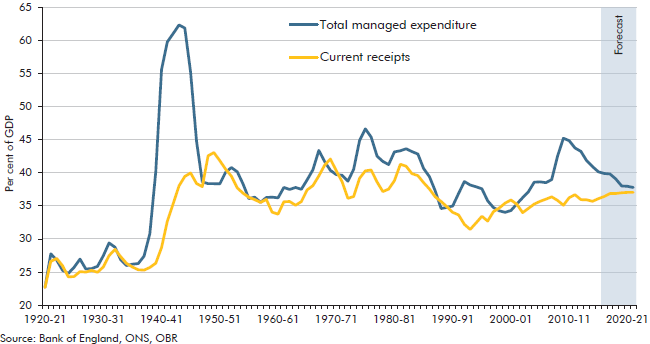 65
60
55
50
45
40
35
30
25
20
Per cent of GDP
Total managed expenditure
Current receipts
Forecast
1920-21 1930-31 1940-41 1950-51 1960-61 1970-71 1980-81 1990-91 2000-01 2010-11 2020-21
Source: Bank of England, ONS, OBR